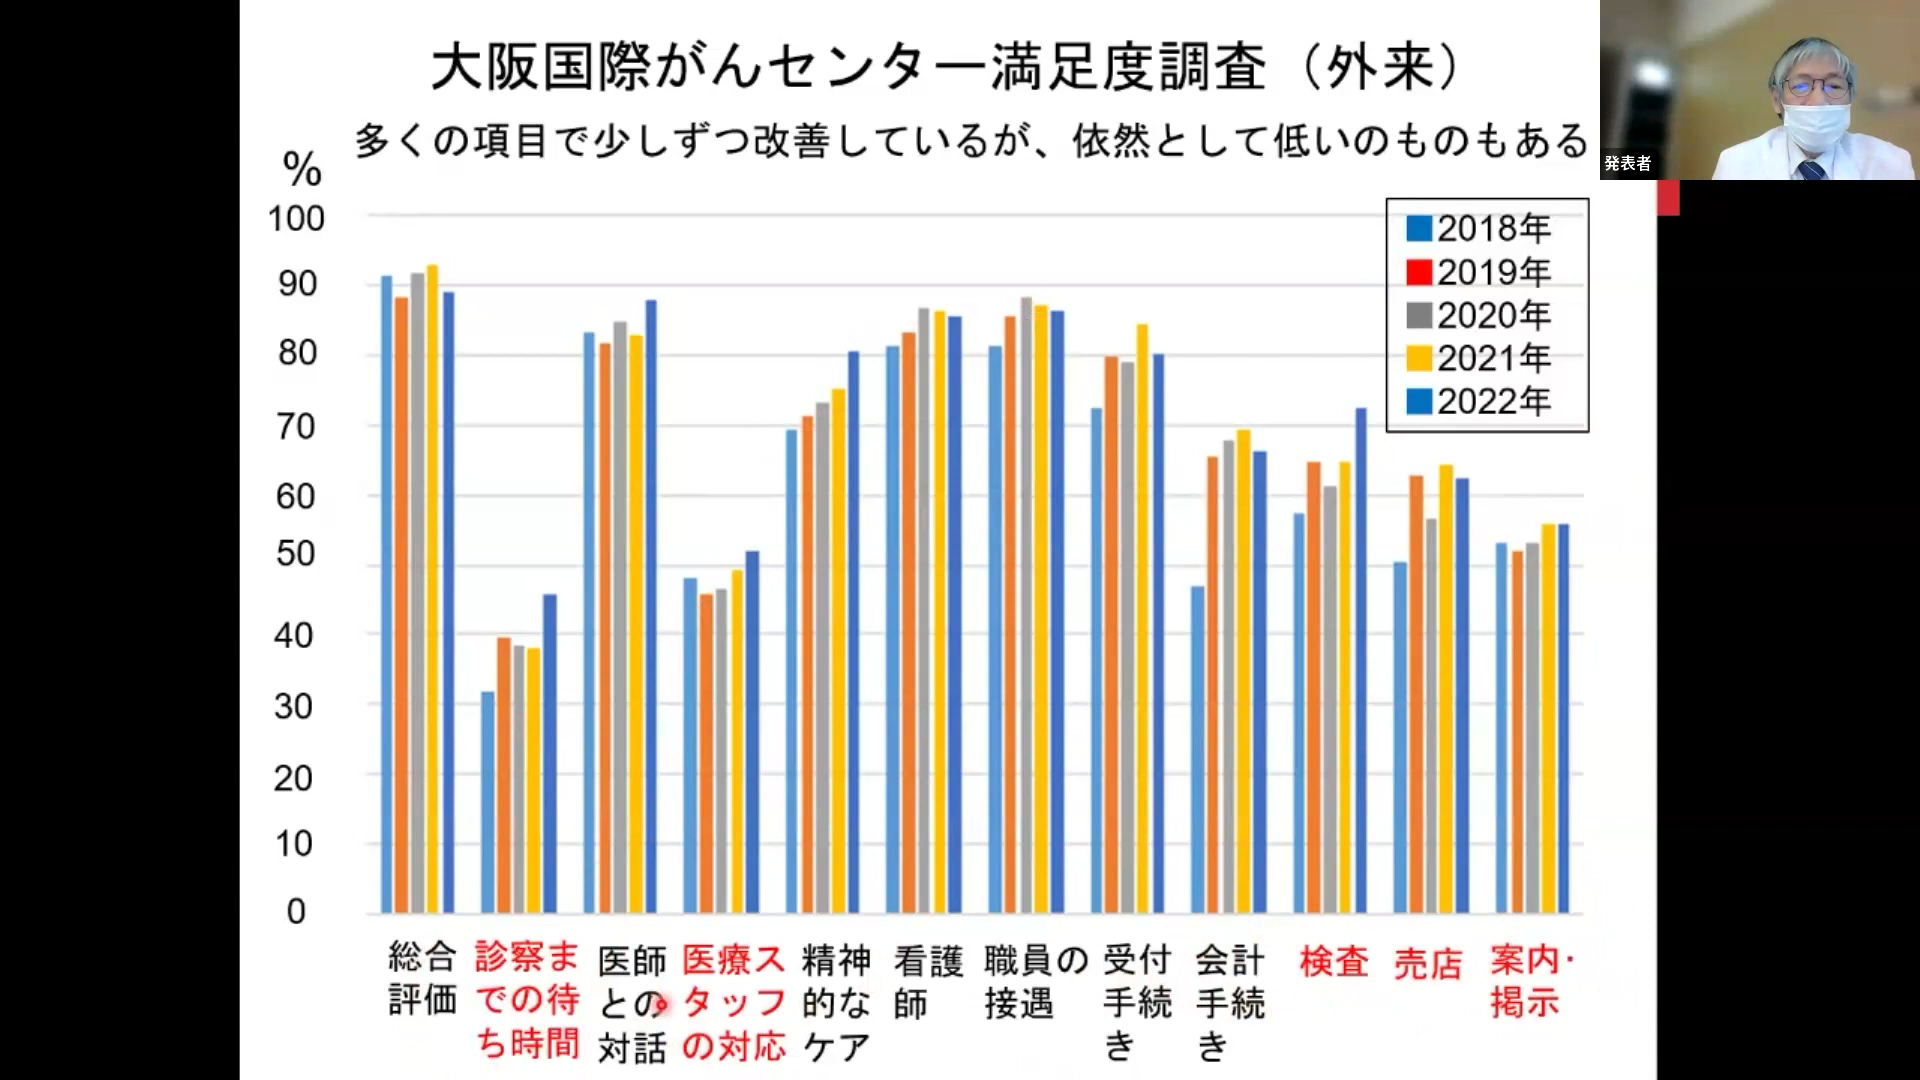 大阪国際がんセンター満足度調査（外来）
多くの項目で少しずつ改善しているが、依然として低いのものもある
発表者
%
100
90
80
70
60
50
40
30
20
10
0
2018年
2019年
2020年
2021年
2022年
総合
評価
診察ま
での待
ち時間
医師
との
対話
医療ス
タッフ
の対応
精神
的な
ケア
看護
師
職員の
接遇
受付
手続
き
会計
手続
き
検査
売店
案内・
掲示